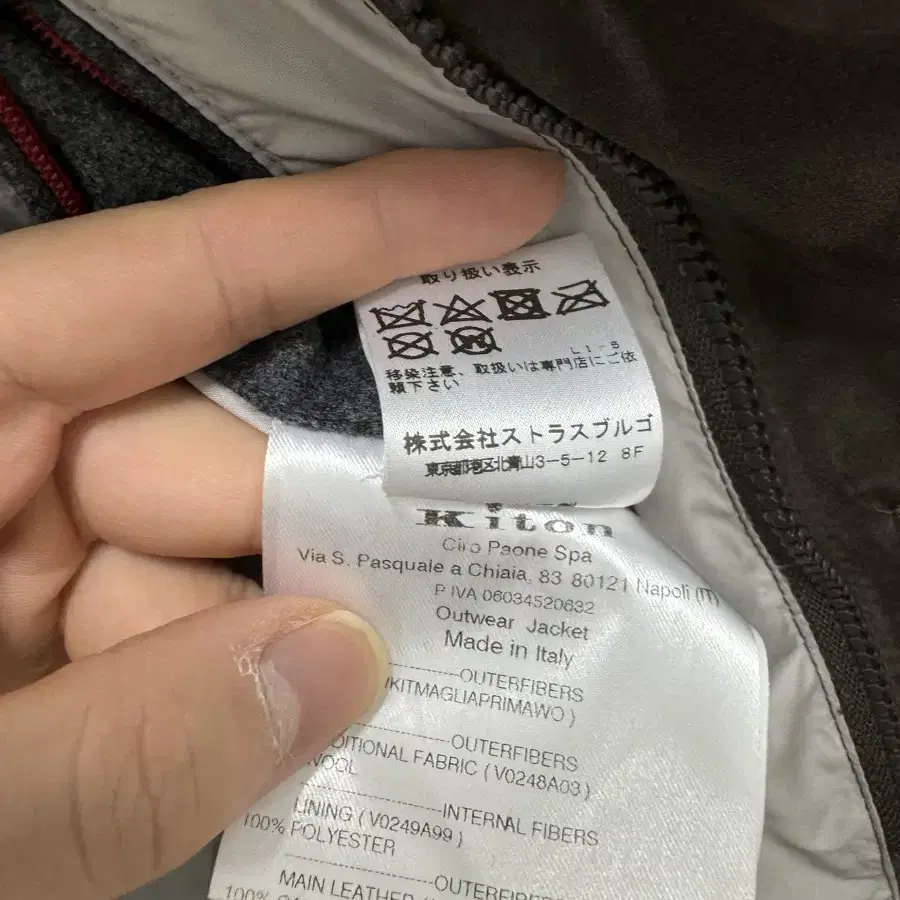 取り扱い表示
L1-5
移染注意、取扱いは専門店にご依
頼下さい
株式会社ストラスブルゴ
東京都港区北青山3-5-12 8F
Kiton
Ciro Paone Spa
Via S. Pasquale a Chiaia, 83 80121 Napoli (IT)
P.IVA 06034520632
Outwear Jacket
Made in Italy
OUTERFIBERS
KITMAGLIAPRIMAWO )
OUTERFIBERS
FABRIC ( V0248A03 )
WOOL
INTERNAL FIBERS
LINING ( V0249A99 )
100% POLYESTER
OUTERFIBERS
MAIN LEATHER
100%